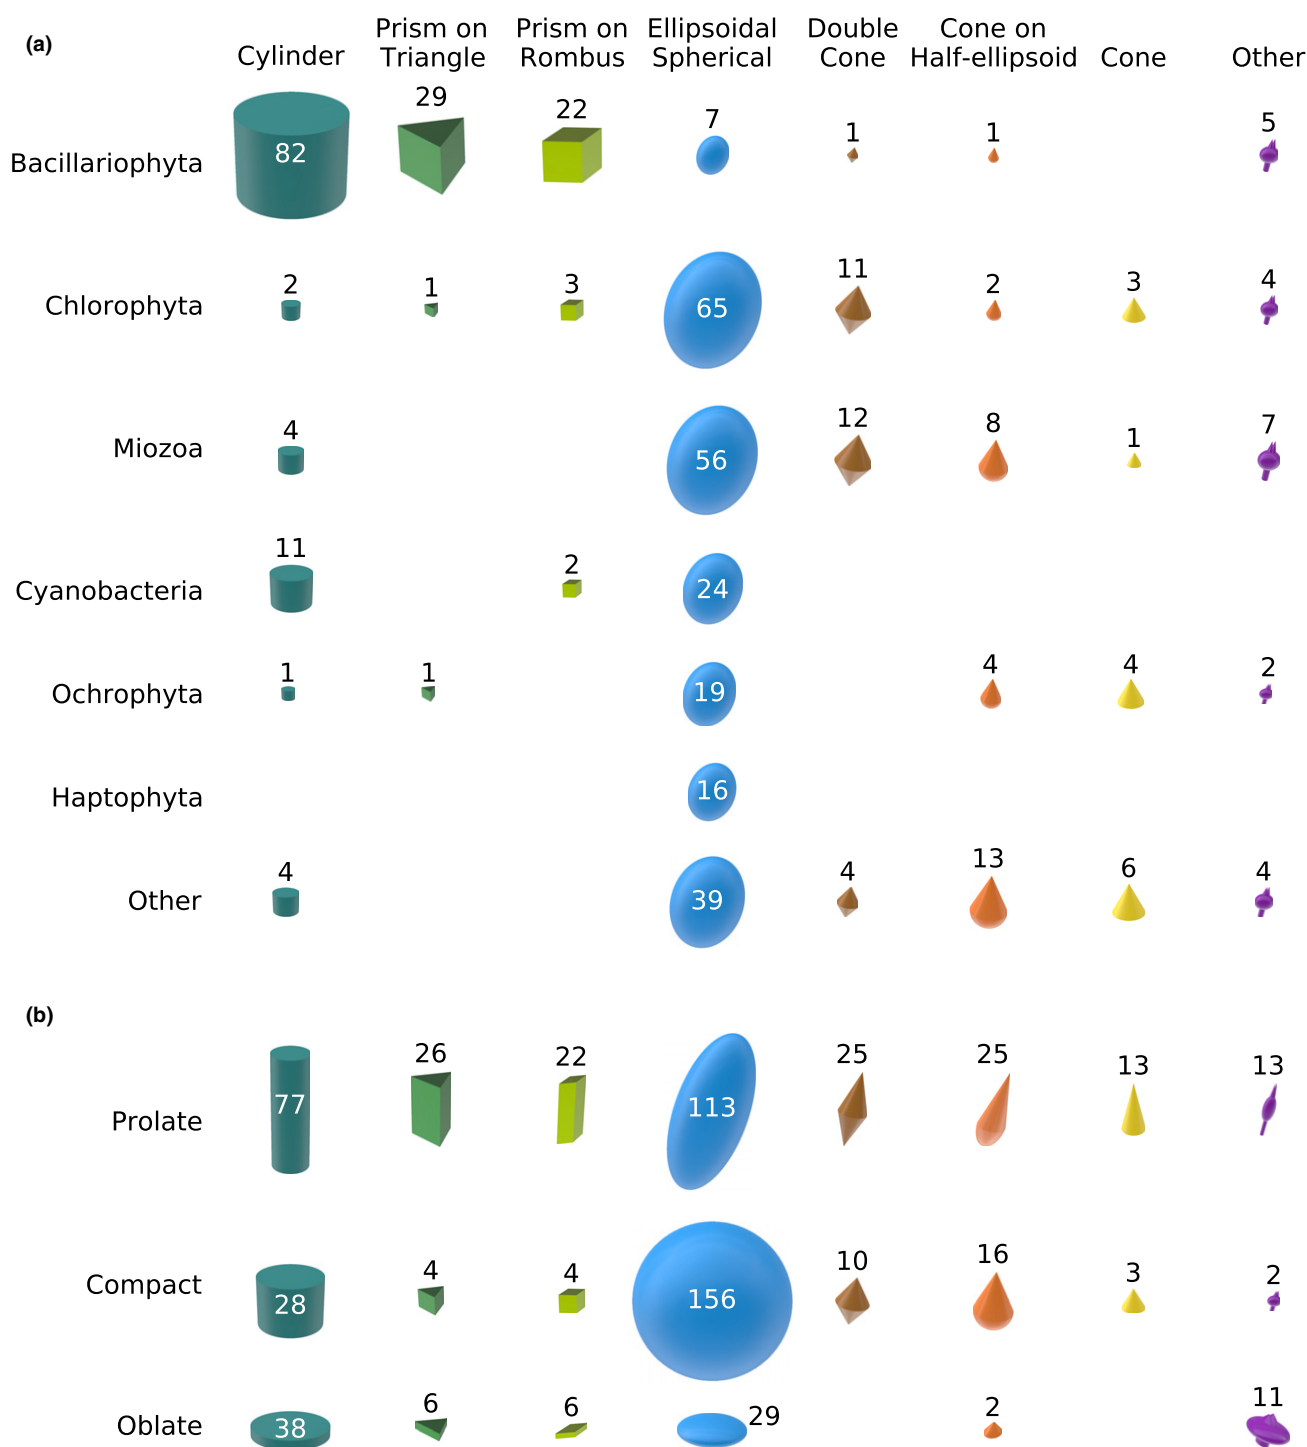 (a)
Cylinder Prism on Triangle Prism on Rombus Ellipsoidal Spherical Double Cone Cone on Half-ellipsoid Cone Other
Bacillariophyta 82 29 22 7 1 1 5
Chlorophyta 2 1 3 65 11 2 3 4
Miozoa 4 56 12 8 1 7
Cyanobacteria 11 2 24
Ochrophyta 1 1 19 4 4 2
Haptophyta 16
Other 4 39 4 13 6 4
(b)
Prolate 77 26 22 113 25 25 13 13
Compact 28 4 4 156 10 16 3 2
Oblate 38 6 6 29 2 11